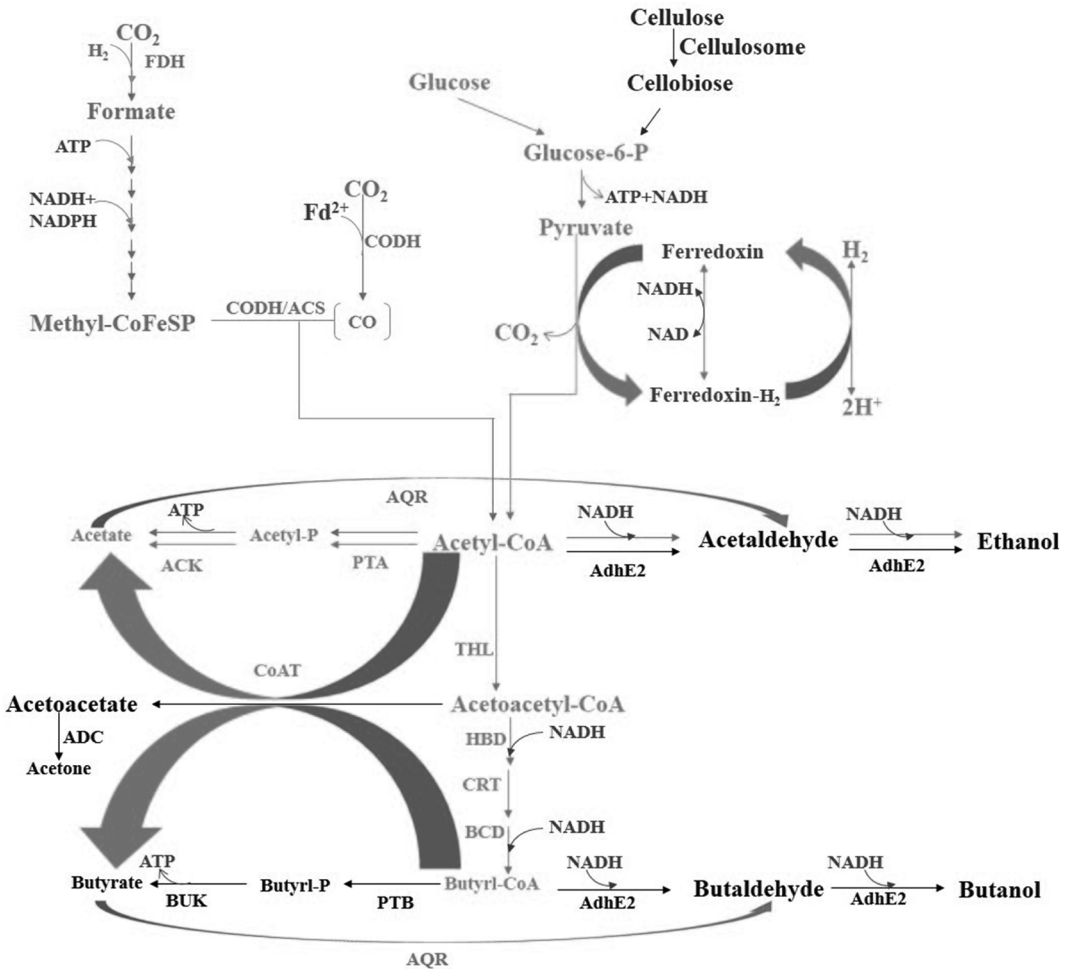 CO2
H2
FDH
Formate
ATP
NADH+
NADPH
Methyl-CoFeSP
CO2
Fd2+
CODH
CODH/ACS
CO
Cellulose
Cellulosome
Cellobiose
Glucose
Glucose-6-P
ATP+NADH
Pyruvate
CO2
Ferredoxin
NADH
NAD
Ferredoxin-H2
H2
2H+
AQR
Acetate
ATP
ACK
Acetyl-P
PTA
Acetyl-CoA
NADH
AdhE2
Acetaldehyde
NADH
AdhE2
Ethanol
THL
CoAT
Acetoacetate
ADC
Acetone
Acetoacetyl-CoA
HBD
NADH
CRT
BCD
NADH
Butyrate
ATP
BUK
Butyrl-P
PTB
Butyrl-CoA
NADH
AdhE2
Butaldehyde
NADH
AdhE2
Butanol
AQR